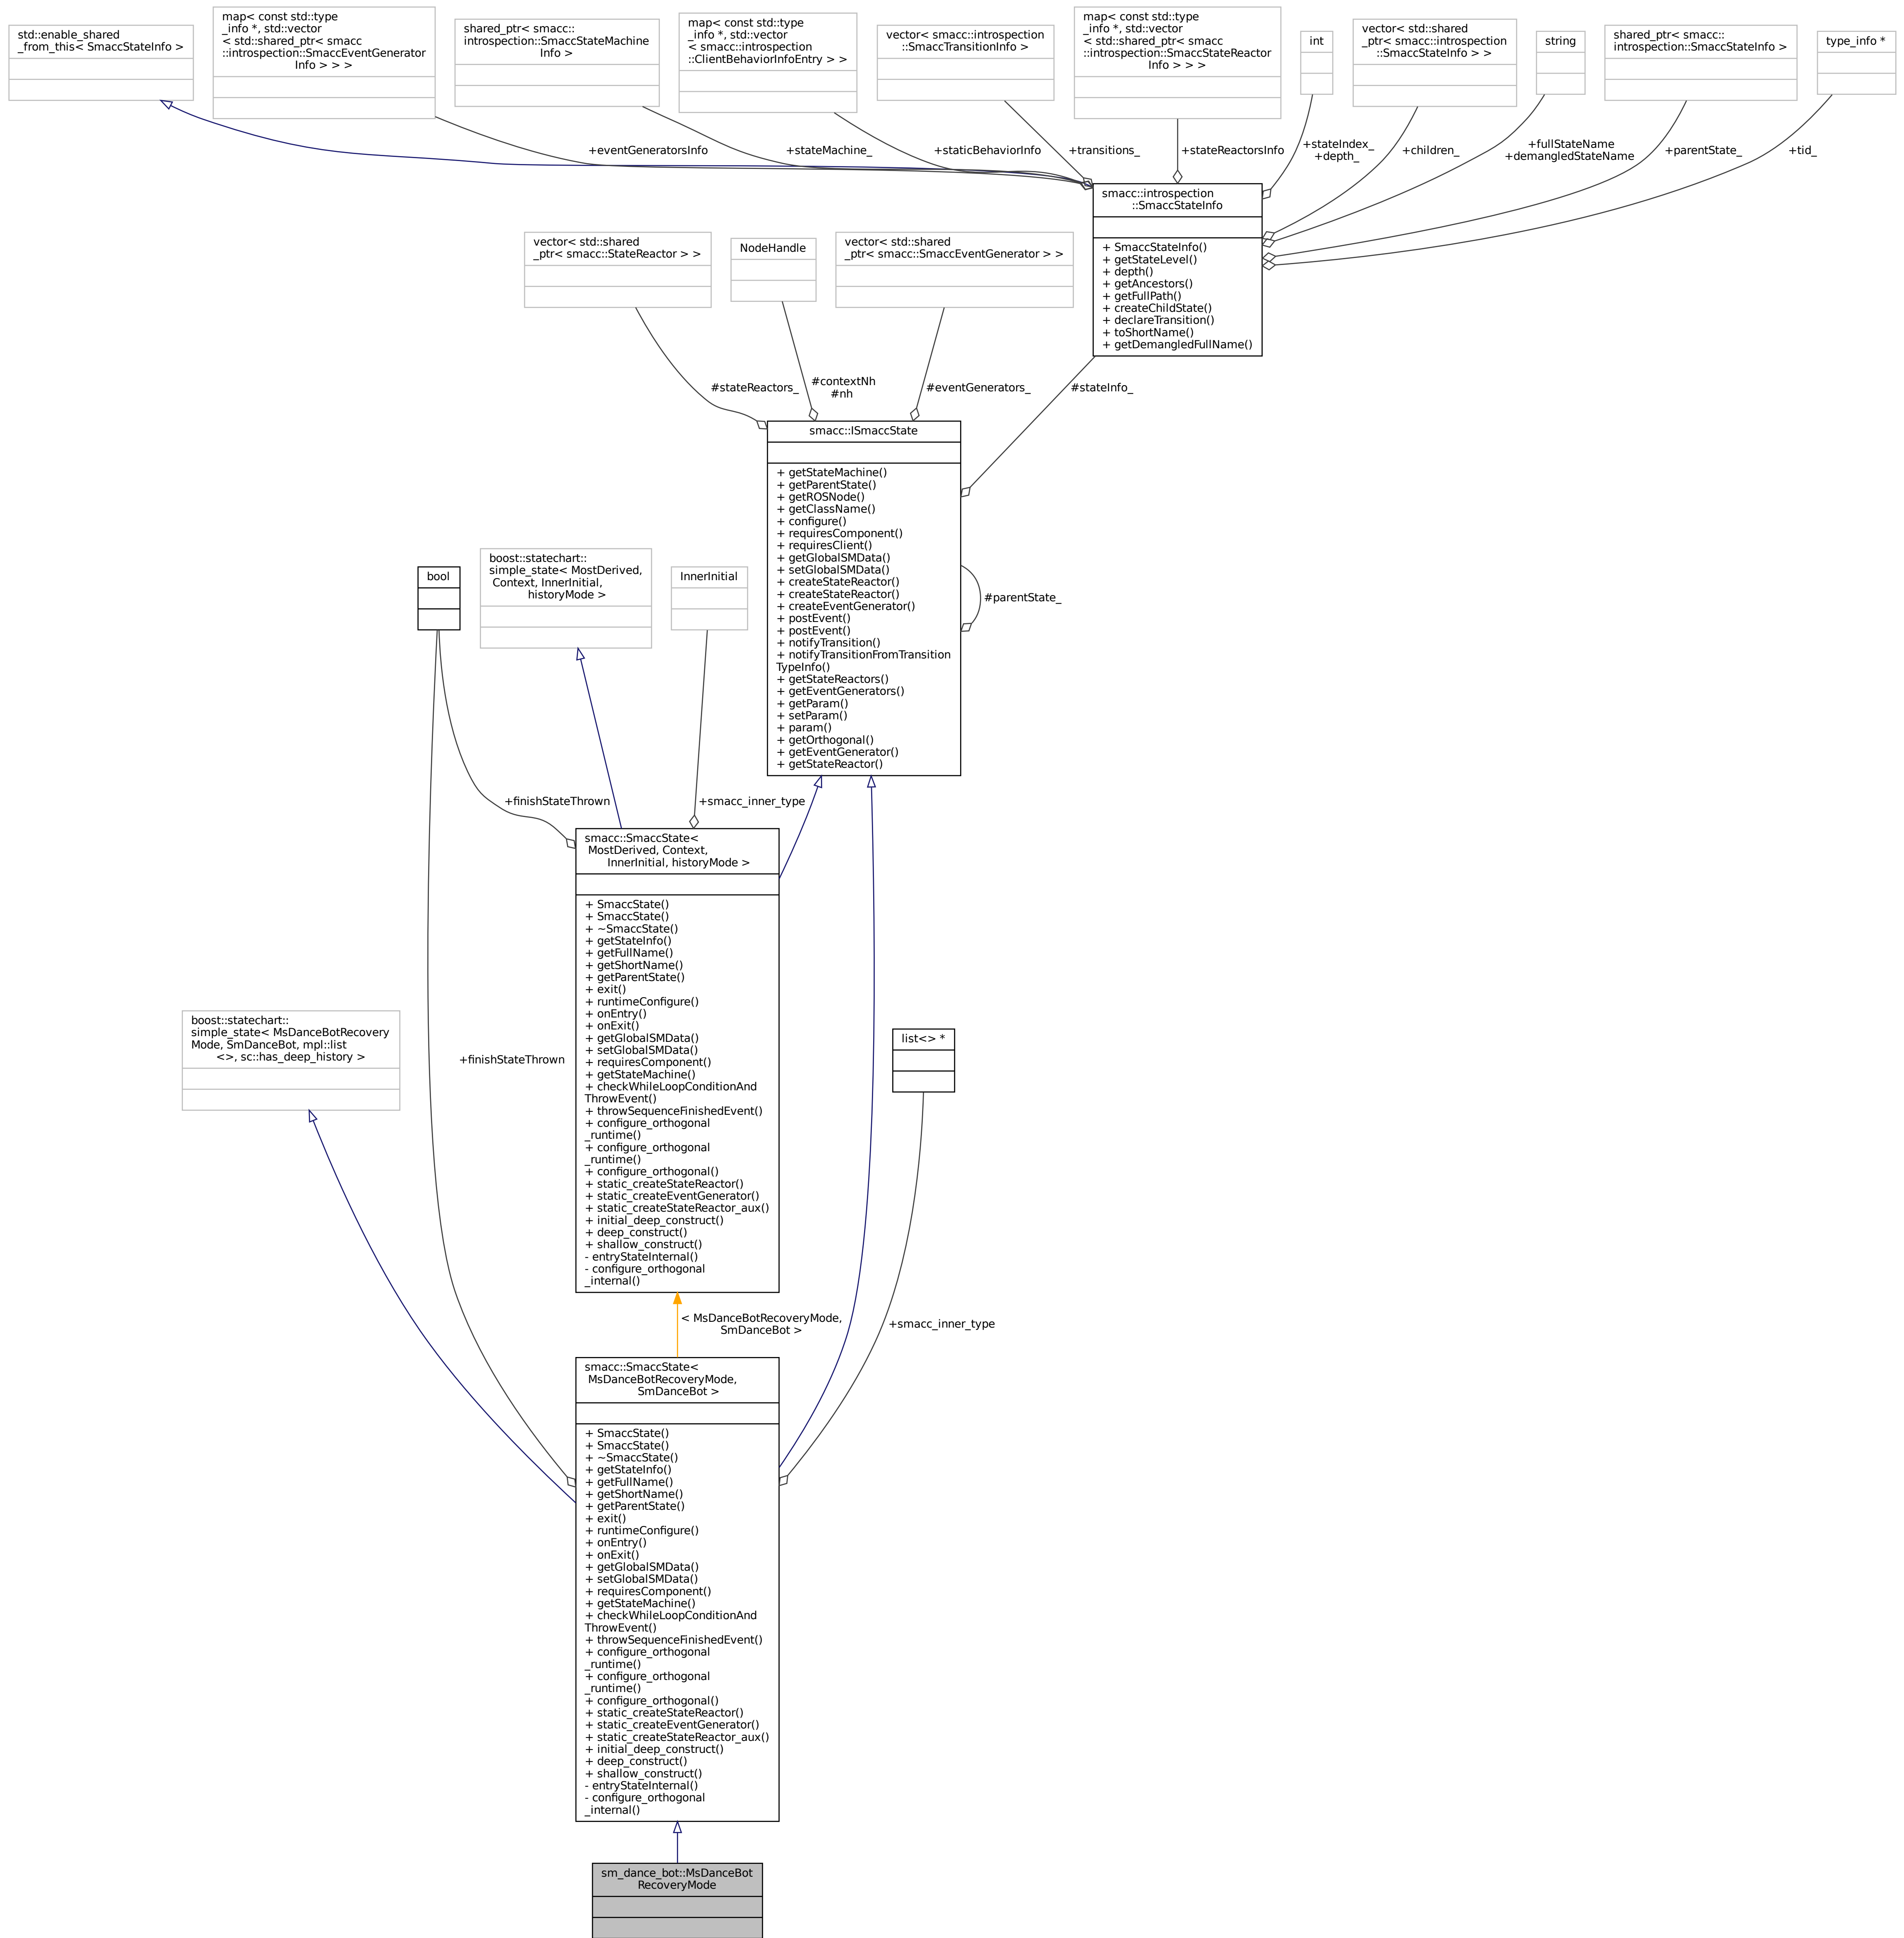 std::enable_shared
_from_this< SmaccStateInfo >
map< const std::type
_info *, std::vector
< std::shared_ptr< smacc
::introspection::SmaccEventGenerator
Info > > >
shared_ptr< smacc::
introspection::SmaccStateMachine
Info >
map< const std::type
_info *, std::vector
< smacc::introspection
::ClientBehaviorInfoEntry > >
vector< smacc::introspection
::SmaccTransitionInfo >
map< const std::type
_info *, std::vector
< std::shared_ptr< smacc
::introspection::SmaccStateReactor
Info > > >
int
vector< std::shared
_ptr< smacc::introspection
::SmaccStateInfo > >
string
shared_ptr< smacc::
introspection::SmaccStateInfo >
type_info *
+eventGeneratorsInfo
+stateMachine_
+staticBehaviorInfo
+transitions_
+stateReactorsInfo
+stateIndex_
+depth_
+children_
+fullStateName
+demangledStateName
+parentState_
+tid_
smacc::introspection
::SmaccStateInfo
+ SmaccStateInfo()
+ getStateLevel()
+ depth()
+ getAncestors()
+ getFullPath()
+ createChildState()
+ declareTransition()
+ toShortName()
+ getDemangledFullName()
vector< std::shared
_ptr< smacc::StateReactor > >
NodeHandle
vector< std::shared
_ptr< smacc::SmaccEventGenerator > >
#stateReactors_
#contextNh
#nh
#eventGenerators_
#stateInfo_
smacc::ISmaccState
+ getStateMachine()
+ getParentState()
+ getROSNode()
+ getClassName()
+ configure()
+ requiresComponent()
+ requiresClient()
+ getGlobalSMData()
+ setGlobalSMData()
+ createStateReactor()
+ createStateReactor()
+ createEventGenerator()
+ postEvent()
+ postEvent()
+ notifyTransition()
+ notifyTransitionFromTransition
TypeInfo()
+ getStateReactors()
+ getEventGenerators()
+ getParam()
+ setParam()
+ param()
+ getOrthogonal()
+ getEventGenerator()
+ getStateReactor()
#parentState_
bool
boost::statechart::
simple_state< MostDerived,
Context, InnerInitial,
historyMode >
InnerInitial
+finishStateThrown
+smacc_inner_type
smacc::SmaccState<
MostDerived, Context,
InnerInitial, historyMode >
+ SmaccState()
+ SmaccState()
+ ~SmaccState()
+ getStateInfo()
+ getFullName()
+ getShortName()
+ getParentState()
+ exit()
+ runtimeConfigure()
+ onEntry()
+ onExit()
+ getGlobalSMData()
+ setGlobalSMData()
+ requiresComponent()
+ getStateMachine()
+ checkWhileLoopConditionAnd
ThrowEvent()
+ throwSequenceFinishedEvent()
+ configure_orthogonal
_runtime()
+ configure_orthogonal
_runtime()
+ configure_orthogonal()
+ static_createStateReactor()
+ static_createEventGenerator()
+ static_createStateReactor_aux()
+ initial_deep_construct()
+ deep_construct()
+ shallow_construct()
- entryStateInternal()
- configure_orthogonal
_internal()
boost::statechart::
simple_state< MsDanceBotRecovery
Mode, SmDanceBot, mpl::list
<>, sc::has_deep_history >
+finishStateThrown
list<> *
< MsDanceBotRecoveryMode,
SmDanceBot >
+smacc_inner_type
smacc::SmaccState<
MsDanceBotRecoveryMode,
SmDanceBot >
+ SmaccState()
+ SmaccState()
+ ~SmaccState()
+ getStateInfo()
+ getFullName()
+ getShortName()
+ getParentState()
+ exit()
+ runtimeConfigure()
+ onEntry()
+ onExit()
+ getGlobalSMData()
+ setGlobalSMData()
+ requiresComponent()
+ getStateMachine()
+ checkWhileLoopConditionAnd
ThrowEvent()
+ throwSequenceFinishedEvent()
+ configure_orthogonal
_runtime()
+ configure_orthogonal
_runtime()
+ configure_orthogonal()
+ static_createStateReactor()
+ static_createEventGenerator()
+ static_createStateReactor_aux()
+ initial_deep_construct()
+ deep_construct()
+ shallow_construct()
- entryStateInternal()
- configure_orthogonal
_internal()
sm_dance_bot::MsDanceBot
RecoveryMode